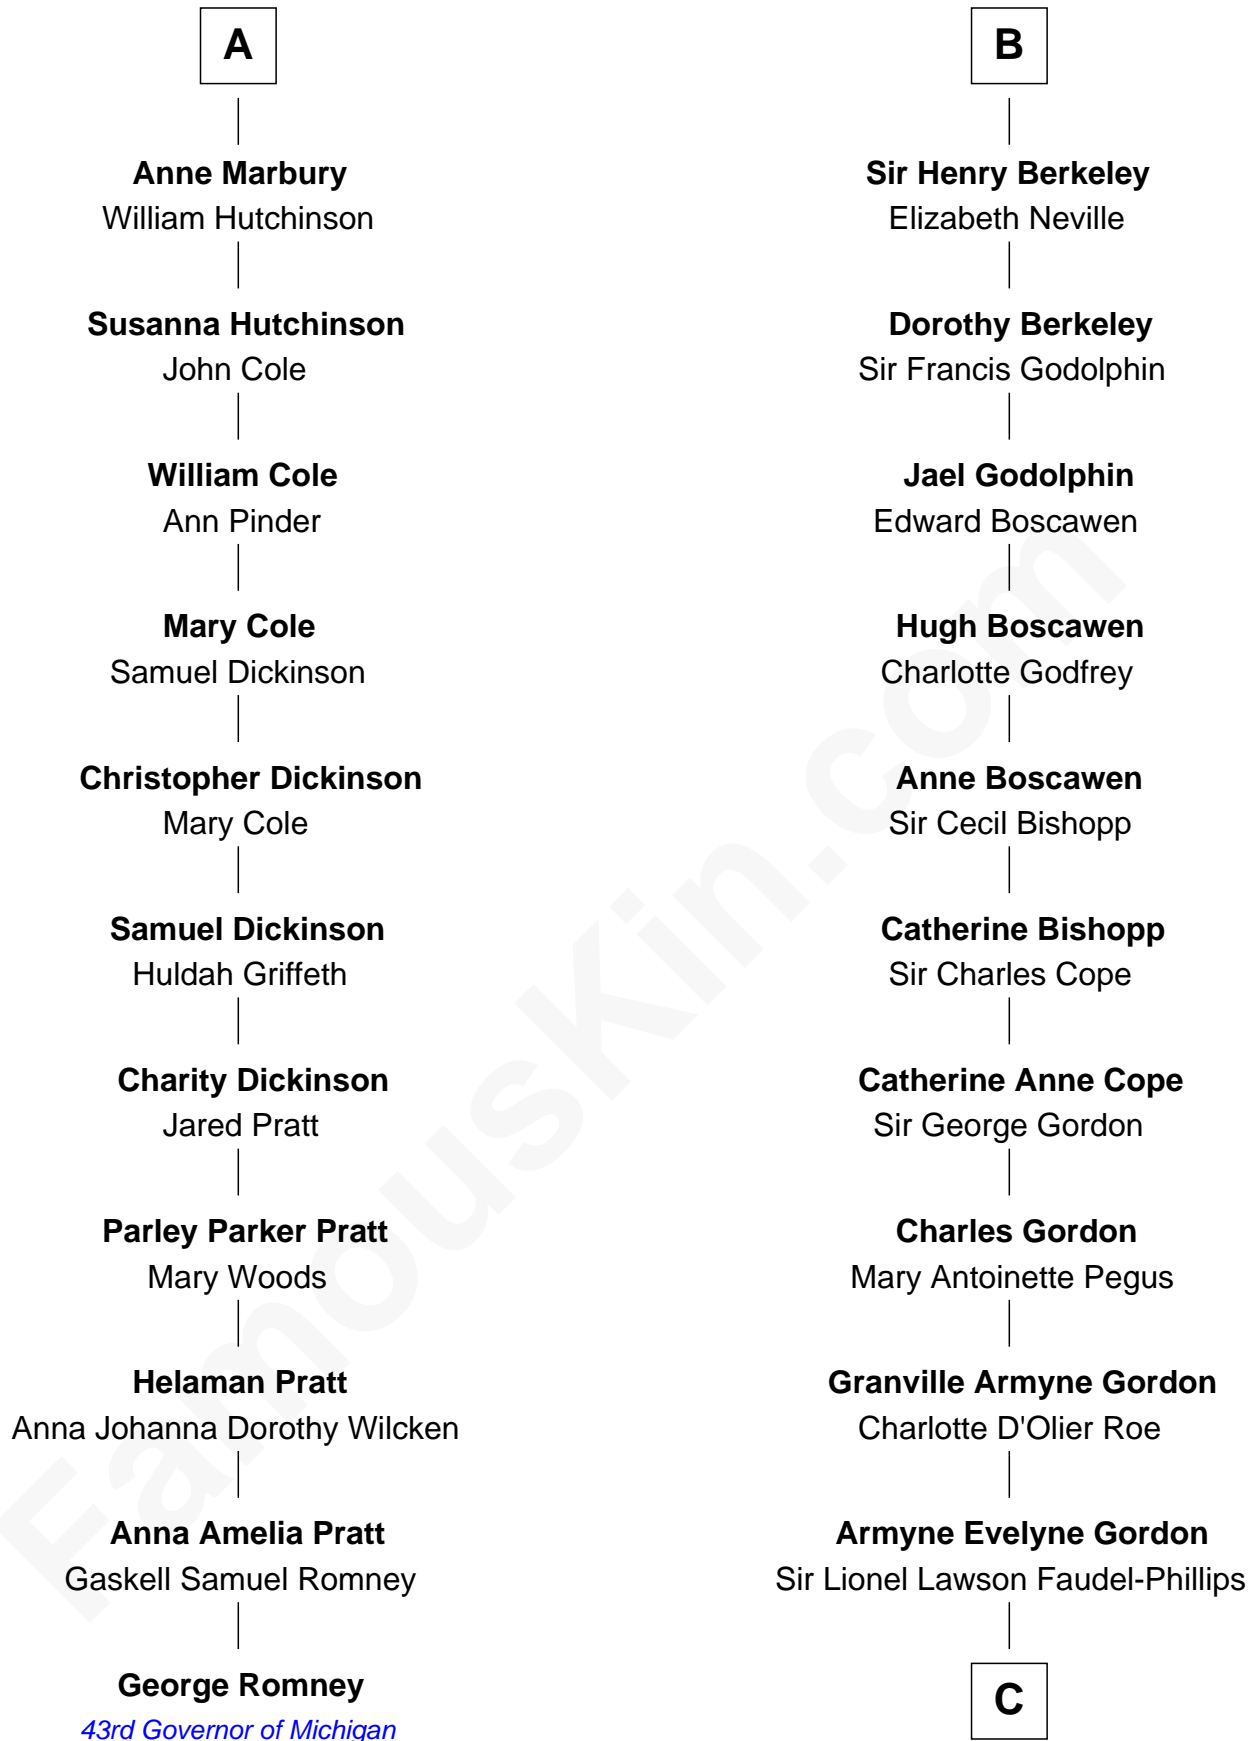 A
Anne Marbury
William Hutchinson
Susanna Hutchinson
John Cole
William Cole
Ann Pinder
Mary Cole
Samuel Dickinson
Christopher Dickinson
Mary Cole
Samuel Dickinson
Huldah Griffeth
Charity Dickinson
Jared Pratt
Parley Parker Pratt
Mary Woods
Helaman Pratt
Anna Johanna Dorothy Wilcken
Anna Amelia Pratt
Gaskell Samuel Romney
George Romney
43rd Governor of Michigan
B
Sir Henry Berkeley
Elizabeth Neville
Dorothy Berkeley
Sir Francis Godolphin
Jael Godolphin
Edward Boscawen
Hugh Boscawen
Charlotte Godfrey
Anne Boscawen
Sir Cecil Bishopp
Catherine Bishopp
Sir Charles Cope
Catherine Anne Cope
Sir George Gordon
Charles Gordon
Mary Antoinette Pegus
Granville Armyne Gordon
Charlotte D'Olier Roe
Armyne Evelyne Gordon
Sir Lionel Lawson Faudel-Phillips
C
FamousKin.com